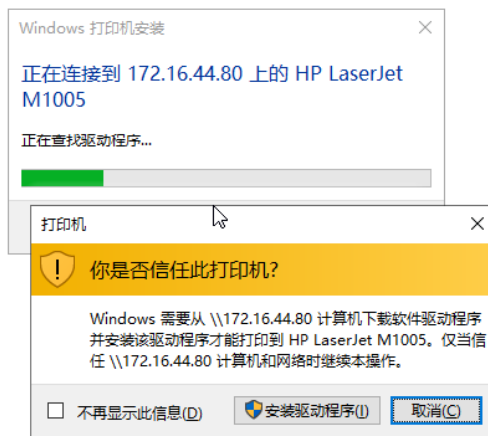 Windows 打印机安装
正在连接到 172.16.44.80 上的 HP LaserJet
M1005
正在查找驱动程序...
打印机
你是否信任此打印机?
Windows 需要从 \\172.16.44.80 计算机下载软件驱动程序
并安装该驱动程序才能打印到 HP LaserJet M1005。仅当信
任 \\172.16.44.80 计算机和网络时继续本操作。
不再显示此信息(D)
安装驱动程序(I)
取消(C)